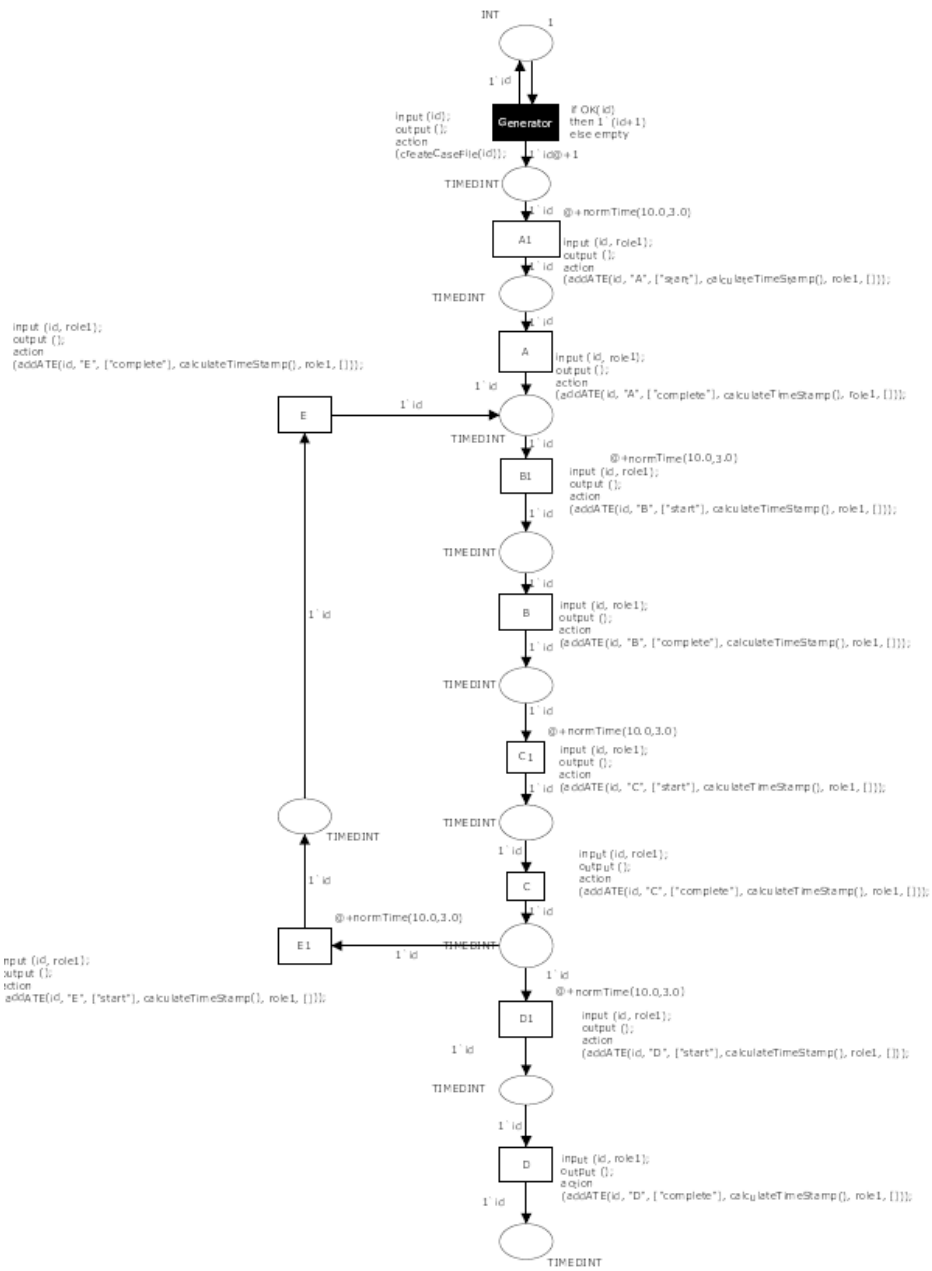 INT
1
1`id
Generator
input (id);
output ();
action
(createCaseFile(id));
if OK(id)
then 1`(id+1)
else empty
1`id@+1
TIMEDINT
1`id
@+normTime(10.0,3.0)
A1
input (id, role1);
output ();
action
(addATE(id, "A", ["start"], calculateTimeStamp(), role1, []));
1`id
TIMEDINT
1`id
A
input (id, role1);
output ();
action
(addATE(id, "A", ["complete"], calculateTimeStamp(), role1, []));
input (id, role1);
output ();
action
(addATE(id, "E", ["complete"], calculateTimeStamp(), role1, []));
1`id
E
1`id
TIMEDINT
1`id
@+normTime(10.0,3.0)
B1
input (id, role1);
output ();
action
(addATE(id, "B", ["start"], calculateTimeStamp(), role1, []));
1`id
TIMEDINT
1`id
B
input (id, role1);
output ();
action
(addATE(id, "B", ["complete"], calculateTimeStamp(), role1, []));
1`id
1`id
TIMEDINT
1`id
@+normTime(10.0,3.0)
C1
input (id, role1);
output ();
action
(addATE(id, "C", ["start"], calculateTimeStamp(), role1, []));
1`id
TIMEDINT
TIMEDINT
1`id
C
input (id, role1);
output ();
action
(addATE(id, "C", ["complete"], calculateTimeStamp(), role1, []));
1`id
1`id
@+normTime(10.0,3.0)
E1
TIMEDINT
1`id
nput (id, role1);
output ();
action
addATE(id, "E", ["start"], calculateTimeStamp(), role1, []));
1`id
@+normTime(10.0,3.0)
D1
input (id, role1);
output ();
action
(addATE(id, "D", ["start"], calculateTimeStamp(), role1, []));
1`id
TIMEDINT
1`id
D
input (id, role1);
output ();
action
(addATE(id, "D", ["complete"], calculateTimeStamp(), role1, []));
1`id
TIMEDINT